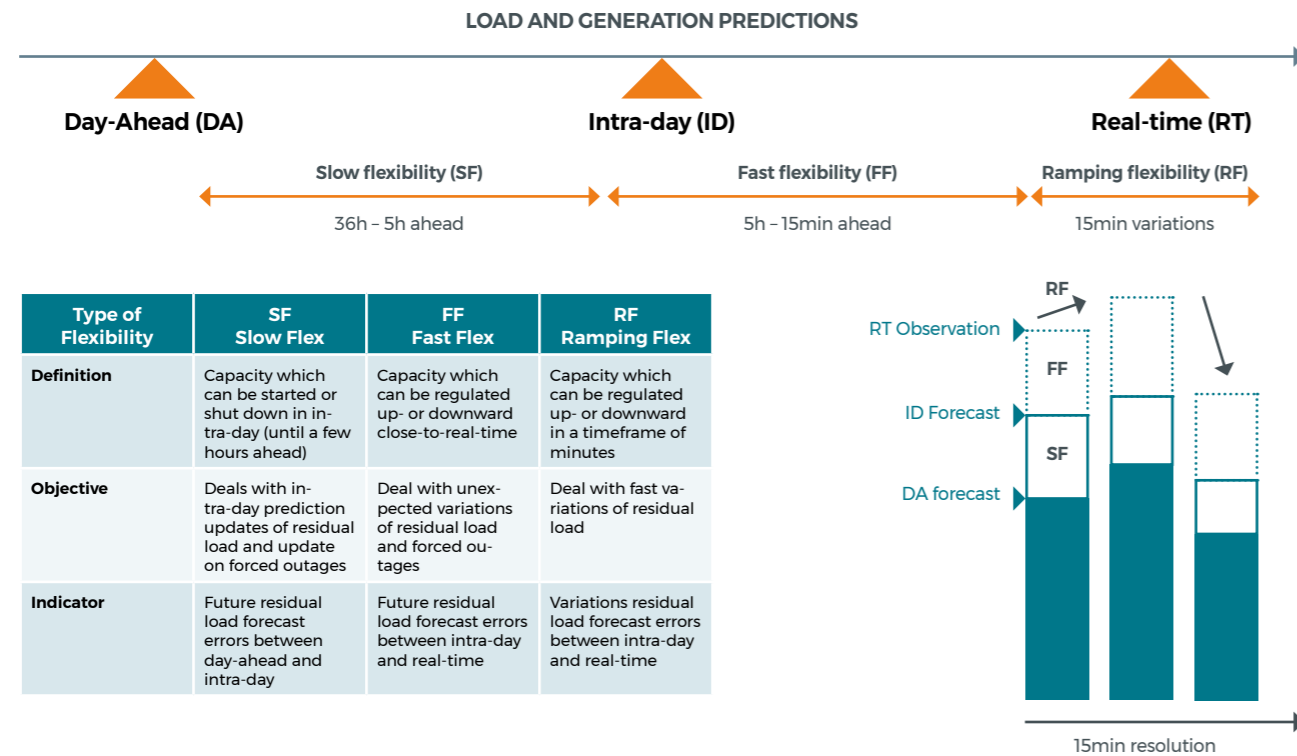 LOAD AND GENERATION PREDICTIONS
Day-Ahead (DA)
Intra-day (ID)
Real-time (RT)
Slow flexibility (SF)
Fast flexibility (FF)
Ramping flexibility (RF)
36h – 5h ahead
5h – 15min ahead
15min variations
Type of
Flexibility
SF
Slow Flex
FF
Fast Flex
RF
Ramping Flex
Definition
Capacity which
can be started or
shut down in in-
tra-day (until a few
hours ahead)
Capacity which
can be regulated
up- or downward
close-to-real-time
Capacity which
can be regulated
up- or downward
in a timeframe of
minutes
Objective
Deals with in-
tra-day prediction
updates of residual
load and update
on forced outages
Deal with unex-
pected variations
of residual load
and forced ou-
tages
Deal with fast va-
riations of residual
load
Indicator
Future residual
load forecast
errors between
day-ahead and
intra-day
Future residual
load forecast errors
between intra-day
and real-time
Variations residual
load forecast errors
between intra-day
and real-time
RF
RT Observation
FF
ID Forecast
SF
DA forecast
15min resolution